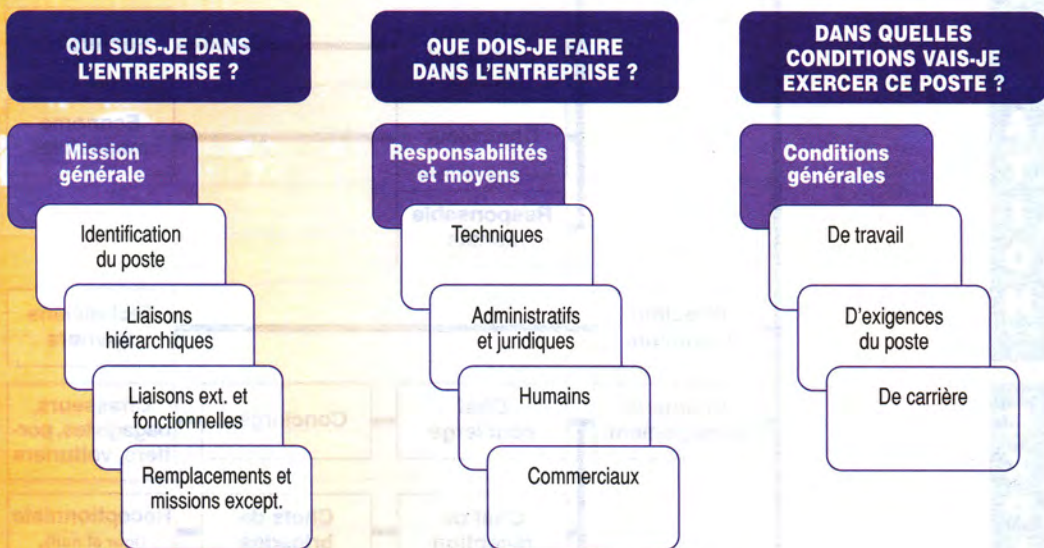 QUI SUIS-JE DANS
L'ENTREPRISE ?
Mission
générale
Identification
du poste
Liaisons
hiérarchiques
Liaisons ext. et
fonctionnelles
Remplacements et
missions except.
QUE DOIS-JE FAIRE
DANS L'ENTREPRISE ?
Responsabilités
et moyens
Techniques
Administratifs
et juridiques
Humains
Commerciaux
DANS QUELLES
CONDITIONS VAIS-JE
EXERCER CE POSTE ?
Conditions
générales
De travail
D'exigences
du poste
De carrière